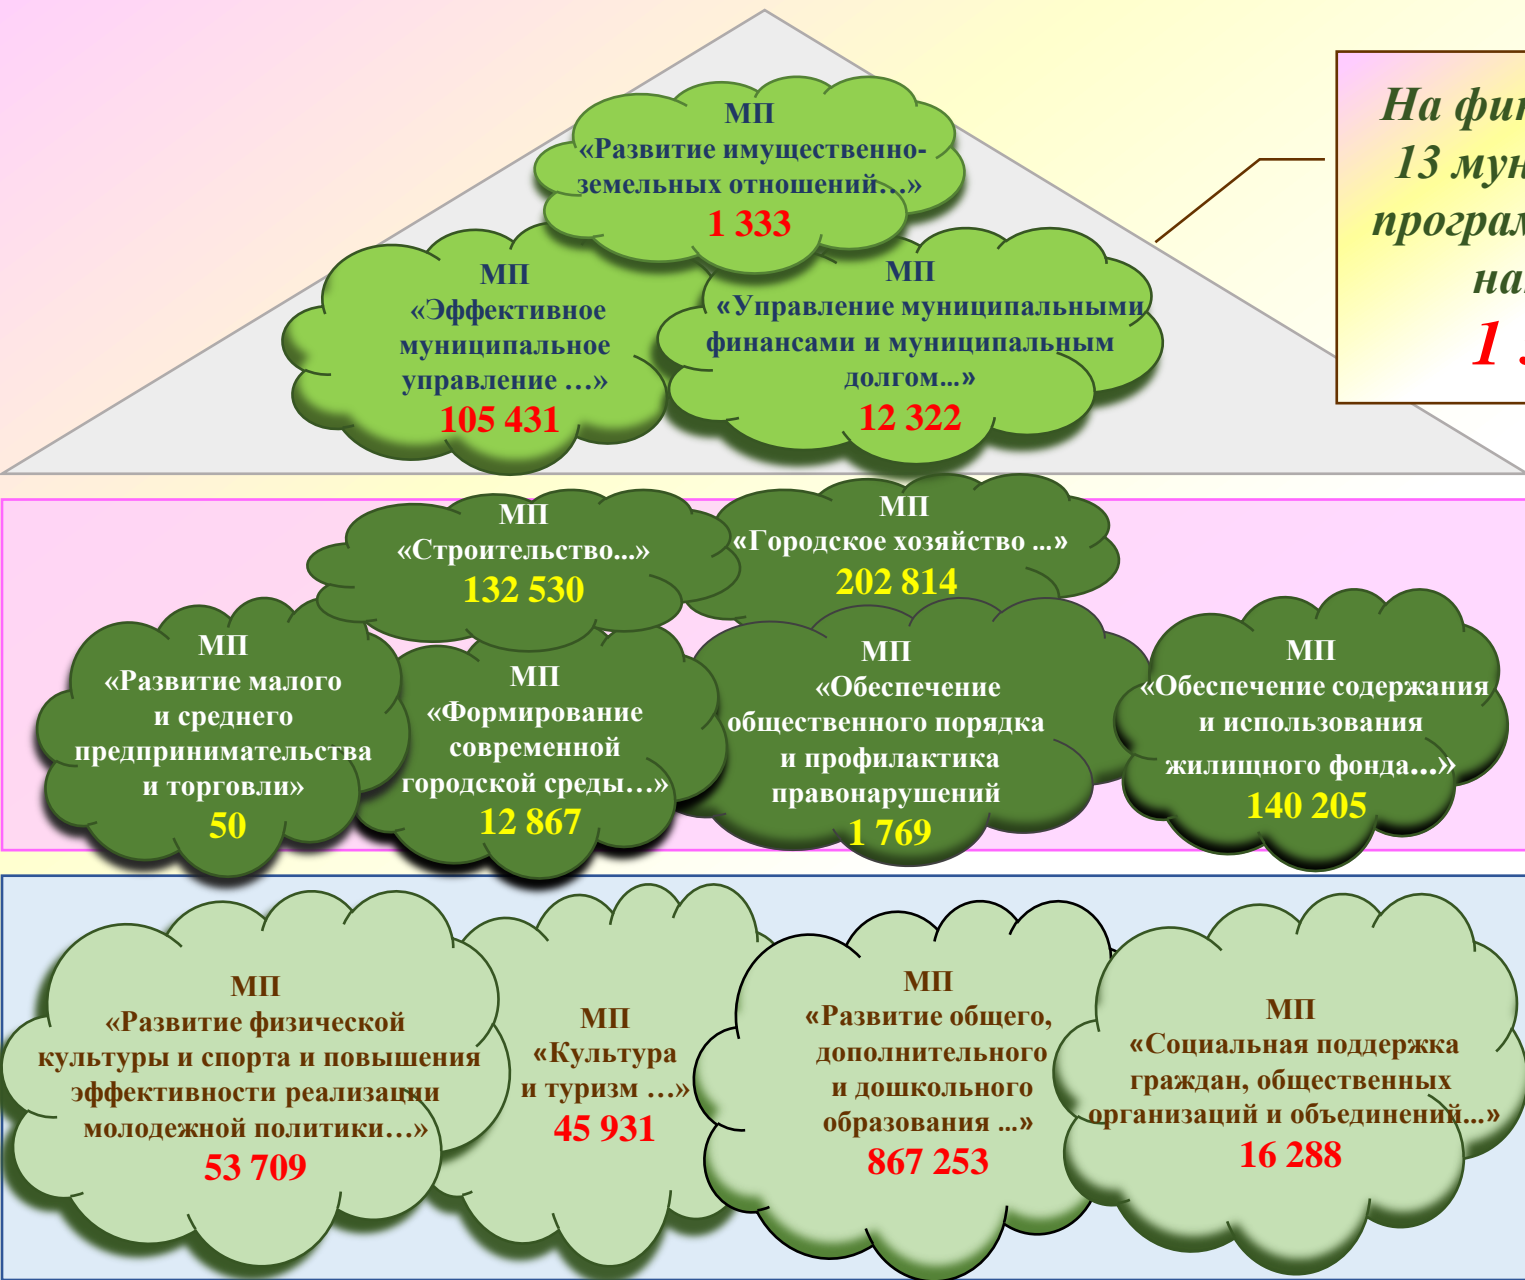 МП
«Развитие имущественно-
земельных отношений…»
1 333
МП
«Эффективное
муниципальное
управление …»
105 431
МП
«Управление муниципальными
финансами и муниципальным
долгом...»
12 322
На
13
1
МП
«Строительство...»
132 530
МП
«Городское хозяйство ...»
202 814
МП
«Развитие малого
и среднего
предпринимательства
и торговли»
50
МП
«Формирование
современной
городской среды…»
12 867
МП
«Обеспечение
общественного порядка
и профилактика
правонарушений
1 769
МП
«Обеспечение содержания
и использования
жилищного фонда...»
140 205
МП
«Развитие физической
культуры и спорта и повышения
эффективности реализации
молодежной политики…»
53 709
МП
«Культура
и туризм …»
45 931
МП
«Развитие общего,
дополнительного
и дошкольного
образования ...»
867 253
МП
«Социальная поддержка
граждан, общественных
организаций и объединений...»
16 288